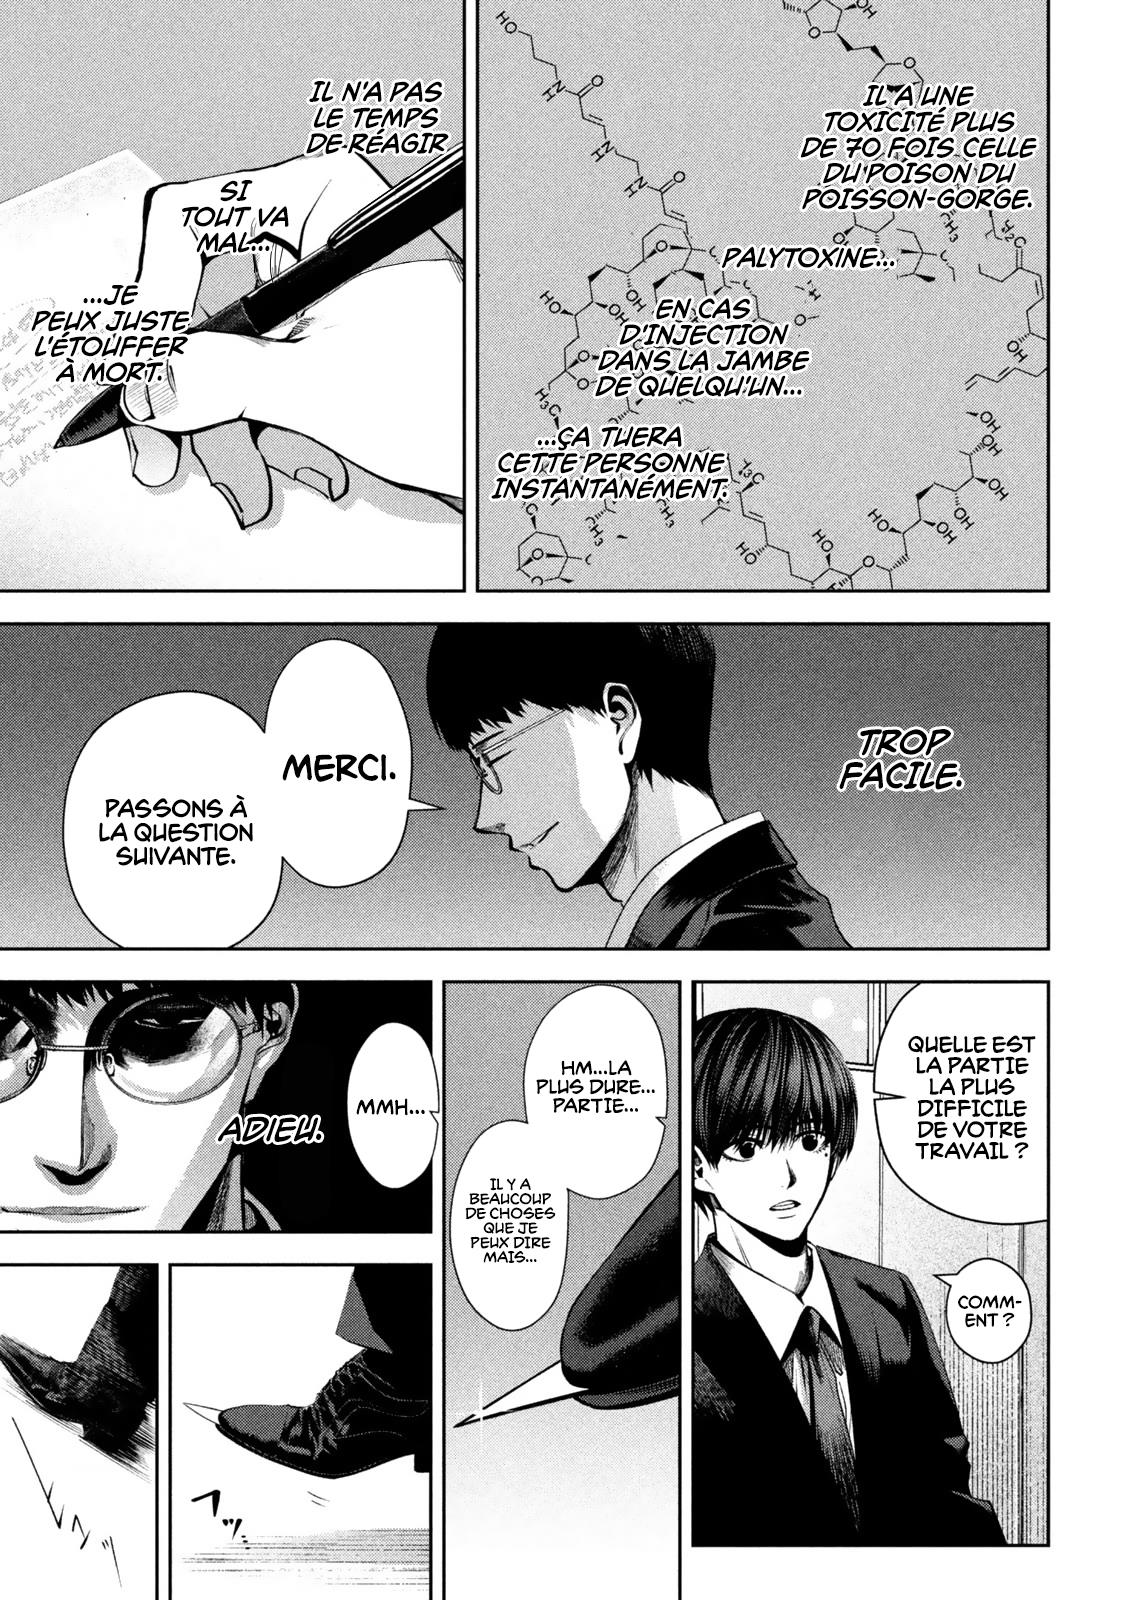 IL A UNE
TOXICITÉ PLUS
DE 70 FOIS CELLE
DU POISON DU
POISSON-GORGE.
PALYTOXINE...
EN CAS
D'INJECTION
DANS LA JAMBE
DE QUELQU'UN...
...ÇA TUERA
CETTE PERSONNE
INSTANTANÉMENT.
IL N'A PAS
LE TEMPS
DE RÉAGIR
SI
TOUT VA
MAL...
...JE
PEUX JUSTE
L'ÉTOUFFER
À MORT.
TROP
FACILE.
MERCI.
PASSONS À
LA QUESTION
SUIVANTE.
QUELLE EST
LA PARTIE
LA PLUS
DIFFICILE
DE VOTRE
TRAVAIL ?
COMM-
ENT ?
HM...LA
PLUS DURE...
PARTIE...
IL Y A
BEAUCOUP
DE CHOSES
QUE JE
PEUX DIRE
MAIS...
MMH...
ADIEU.
フッ